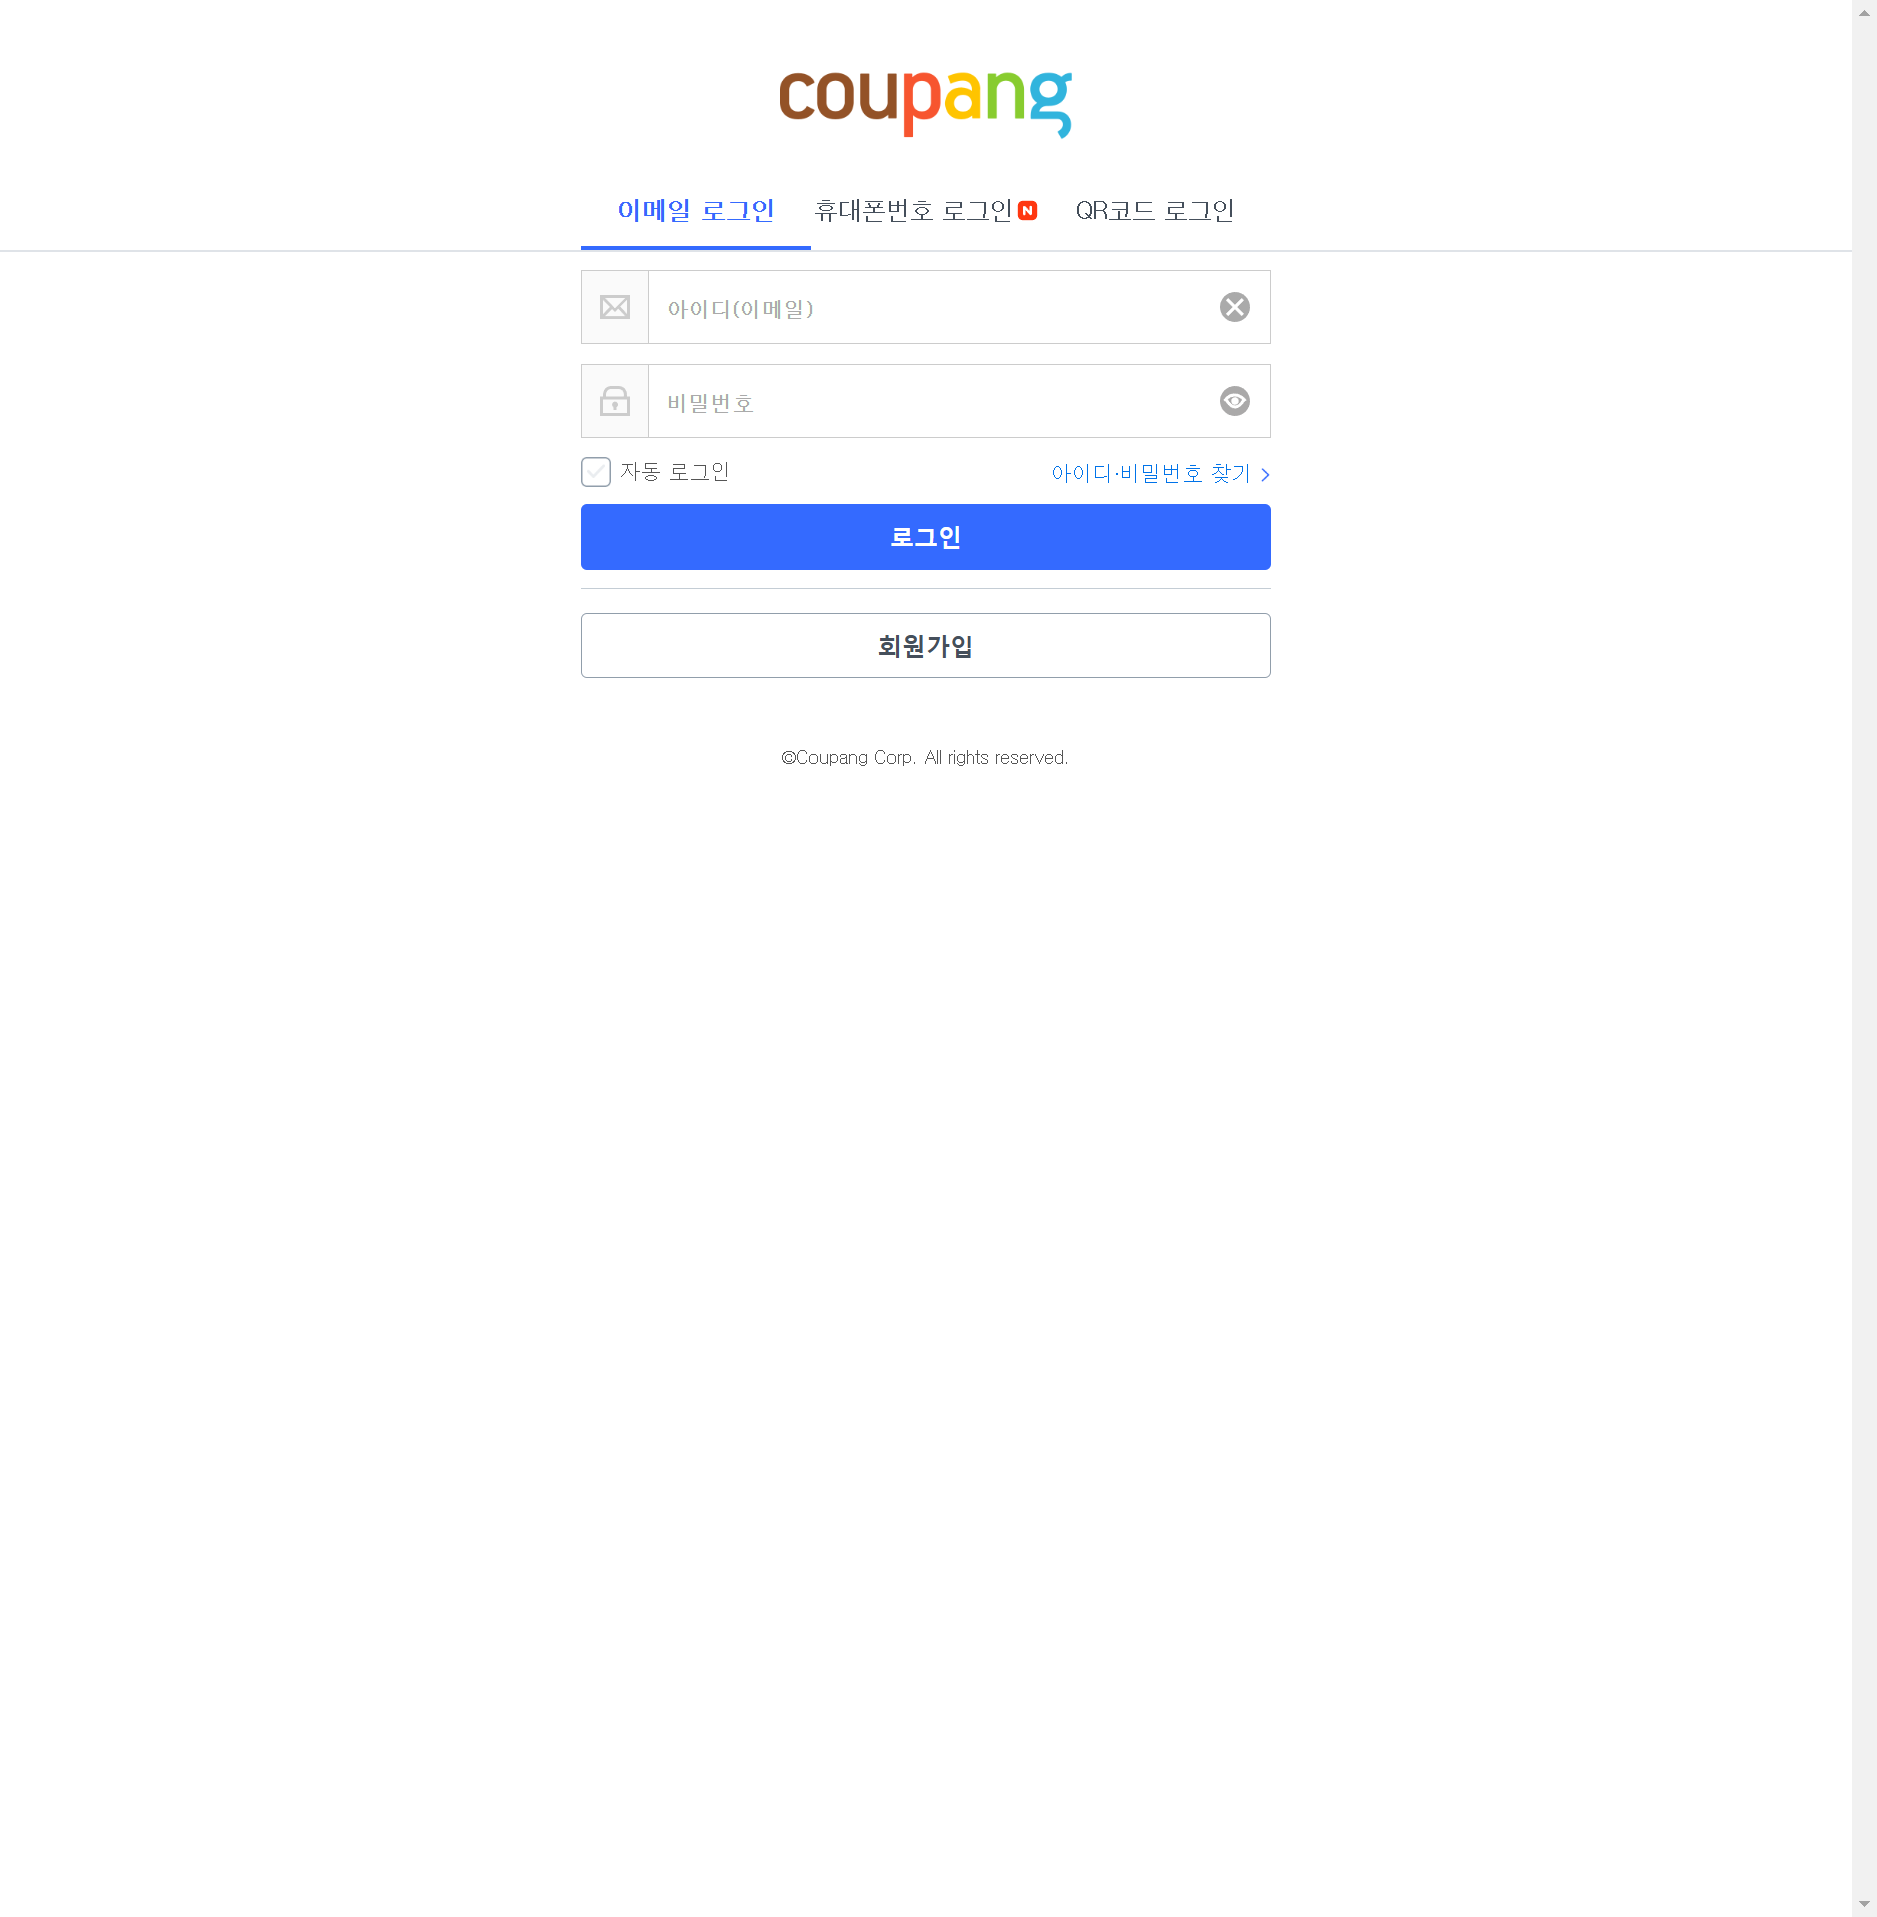 coupang
이메일 로그인
휴대폰번호 로그인 N
QR코드 로그인
아이디(이메일)
비밀번호
자동 로그인
아이디·비밀번호 찾기
로그인
회원가입
©Coupang Corp. All rights reserved.